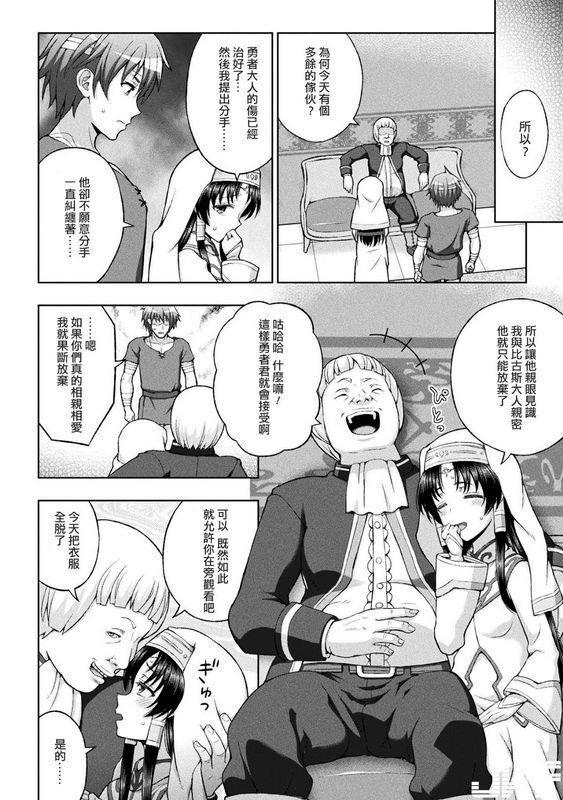 所以？
為何今天有個
多餘的傢伙？
勇者大人的傷已經
治好了……
然後我提出分手
他卻不願意分手
一直糾纏著……
所以讓他親眼見識
我與比古斯大人親密
他就只能放棄了
ぴとっ
咕哈哈 什麼嘛！
這樣勇者君就會接受啊
……嗯
如果你們真的相親相愛
我就果斷放棄
可以 既然如此
就允許你在旁觀看吧
ぎゅっ
今天把衣服
全脫了
是的……